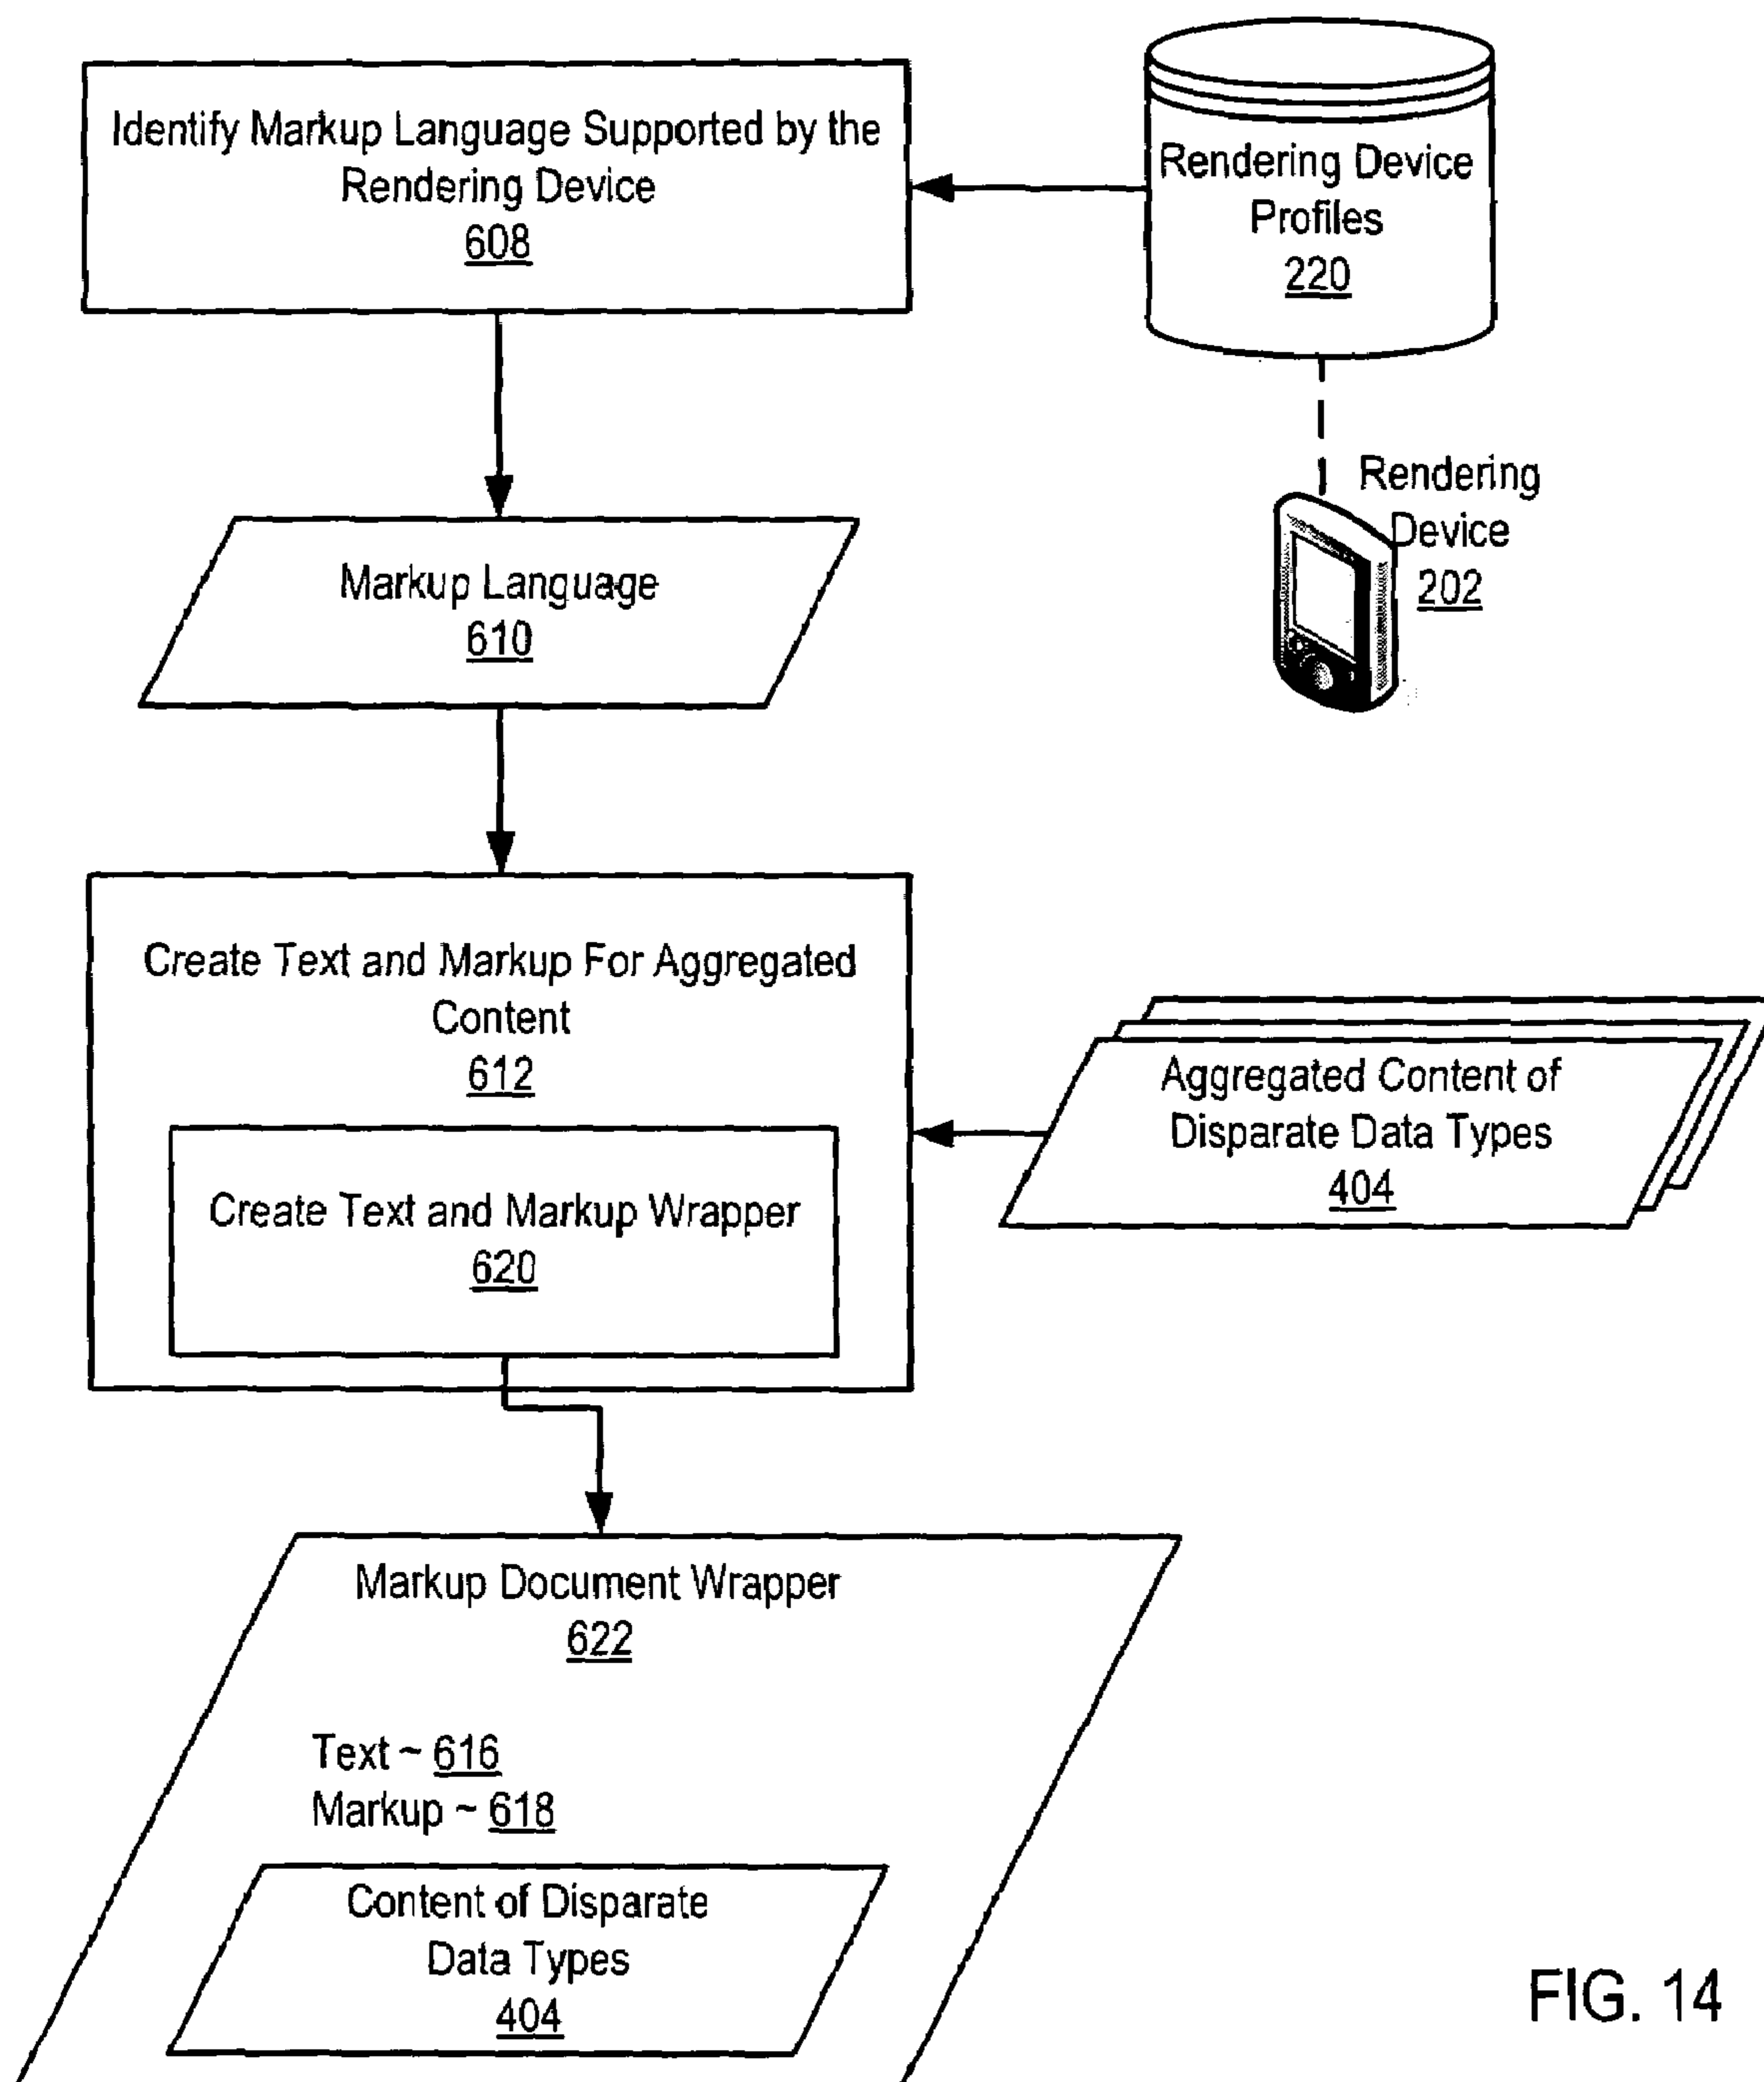 Identify Markup Language Supported by the
Rendering Device
608
Rendering Device
Profiles
220
Rendering
Device
202
Markup Language
610
Create Text and Markup For Aggregated
Content
612
Aggregated Content of
Disparate Data Types
404
Create Text and Markup Wrapper
620
Markup Document Wrapper
622
Text ~ 616
Markup ~ 618
Content of Disparate
Data Types
404
FIG. 14